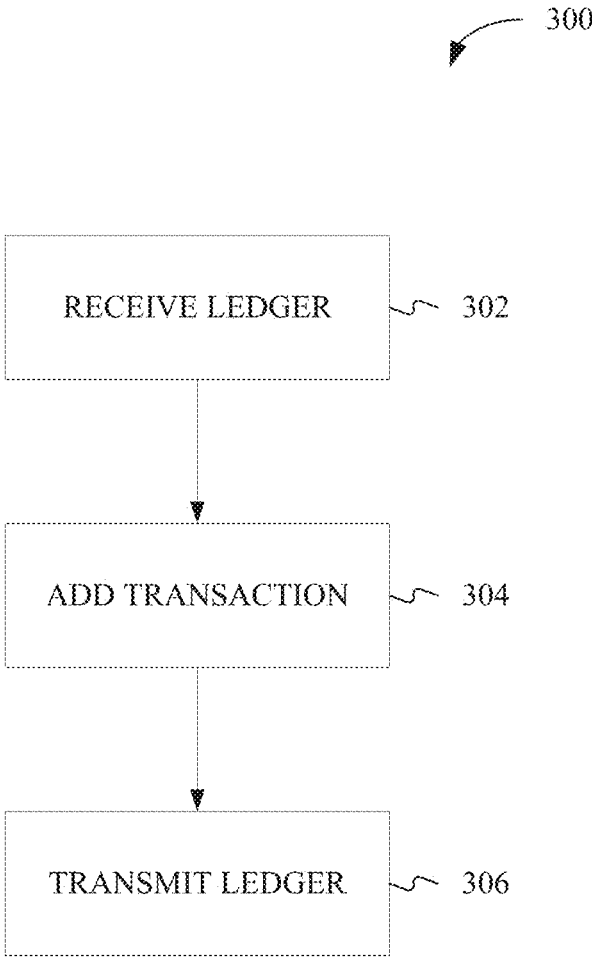 300
RECEIVE LEDGER 302
ADD TRANSACTION 304
TRANSMIT LEDGER 306